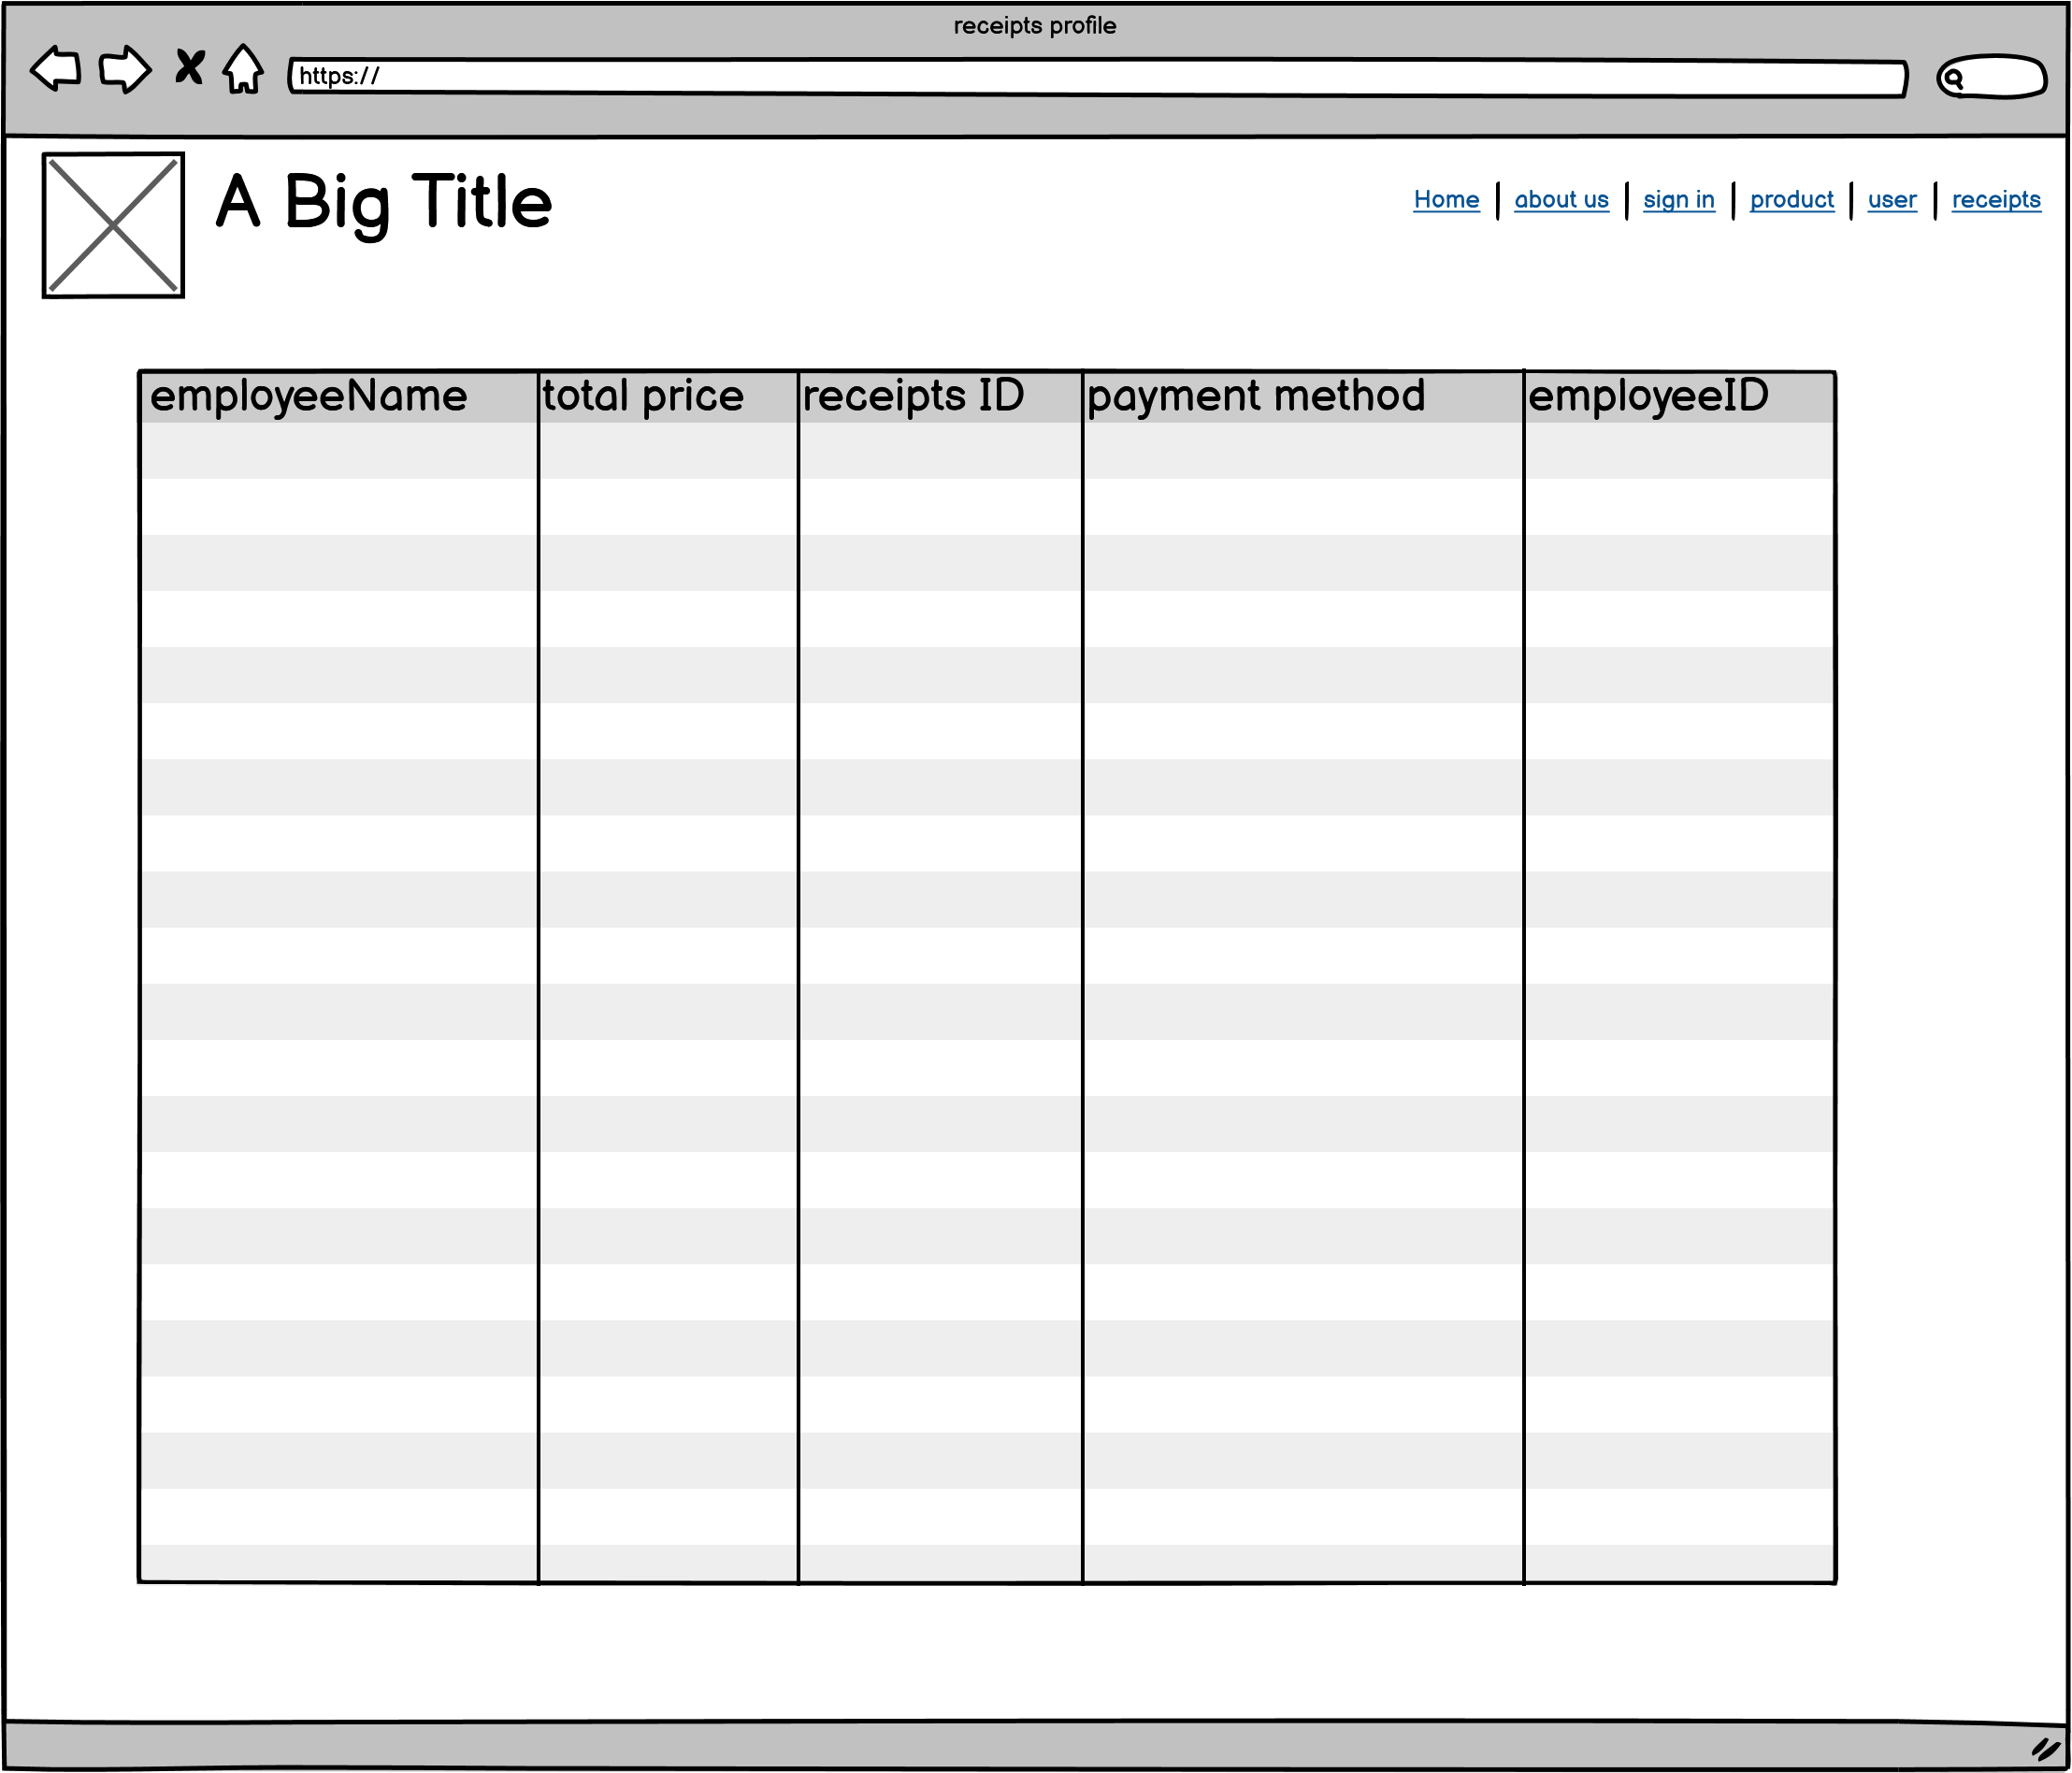 receipts profile
https://
A Big Title
Home about us sign in product user receipts
employeeName total price receipts ID payment method employeeID